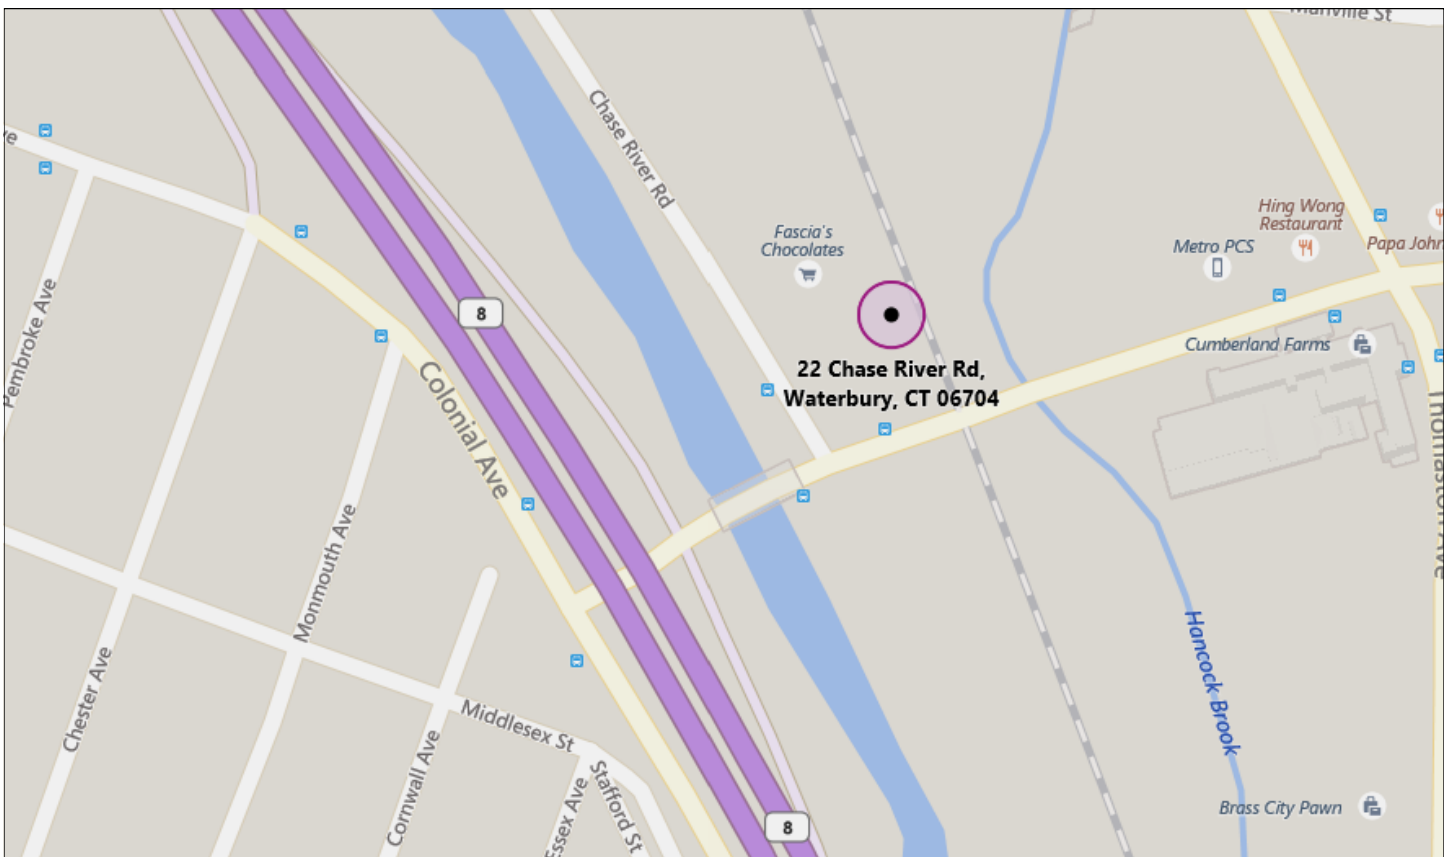 Manville St
Chase River Rd
Hing Wong
Restaurant
Fascia's
Chocolates
Metro PCS
Papa John
Pembroke Ave
8
Cumberland Farms
22 Chase River Rd,
Waterbury, CT 06704
Colonial Ave
Thomaston Ave
Monmouth Ave
Hancock Brook
Chester Ave
Middlesex St
Cornwall Ave
Stafford St
Essex Ave
Brass City Pawn
8